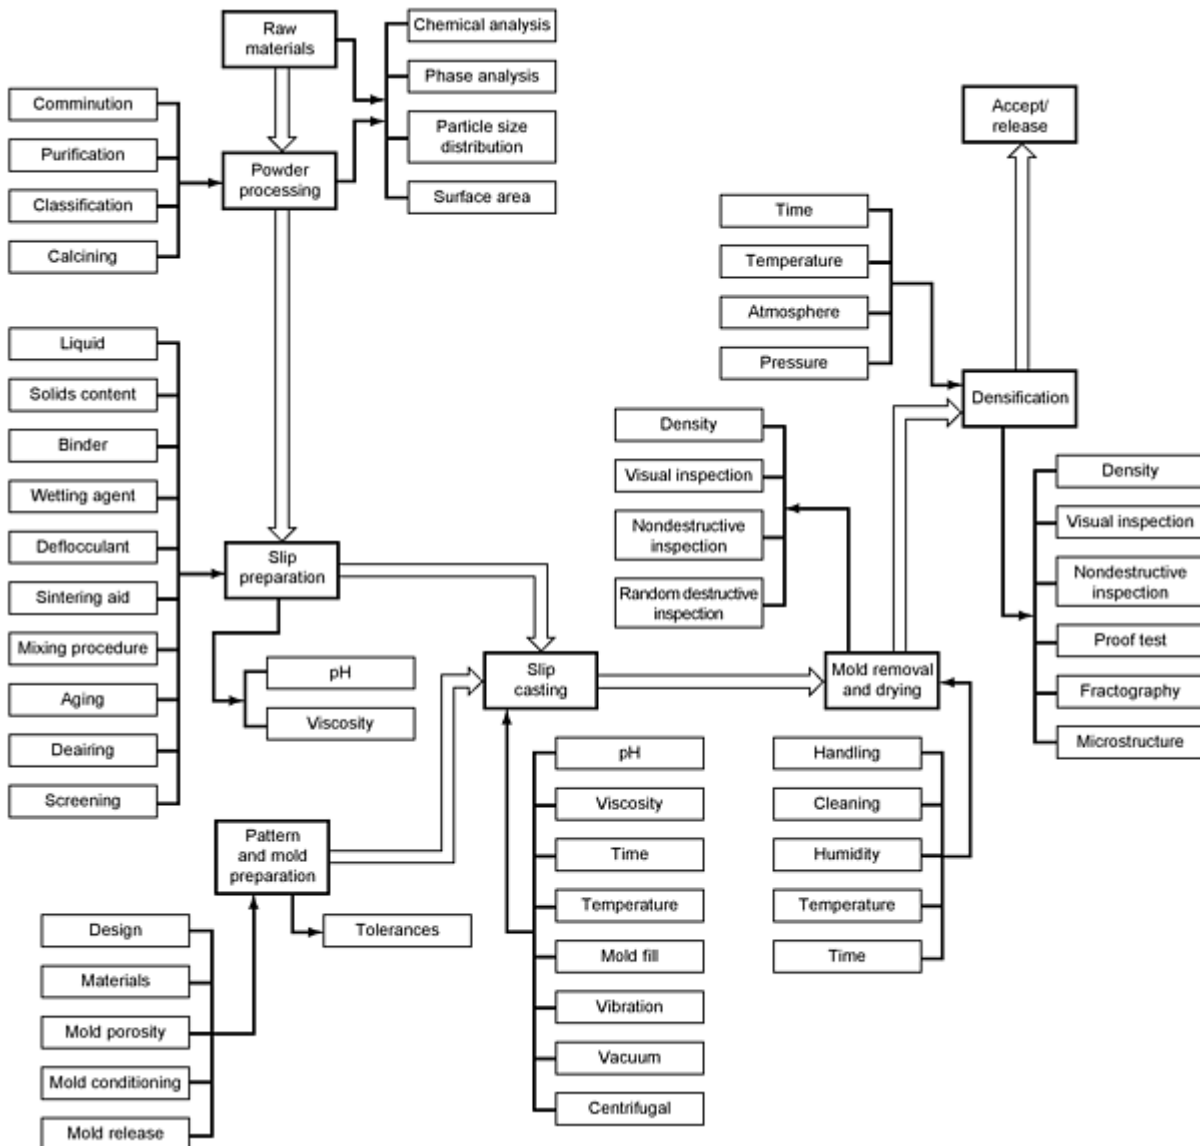 Raw
materials
Chemical analysis
Phase analysis
Particle size
distribution
Surface area
Comminution
Purification
Classification
Calcining
Powder
processing
Accept/
release
Time
Temperature
Atmosphere
Pressure
Densification
Liquid
Solids content
Binder
Wetting agent
Deflocculant
Sintering aid
Mixing procedure
Aging
Deairing
Screening
Slip
preparation
pH
Viscosity
Density
Visual inspection
Nondestructive
inspection
Random destructive
inspection
Density
Visual inspection
Nondestructive
inspection
Proof test
Fractography
Microstructure
Slip
casting
Mold removal
and drying
pH
Viscosity
Time
Temperature
Mold fill
Vibration
Vacuum
Centrifugal
Handling
Cleaning
Humidity
Temperature
Time
Pattern
and mold
preparation
Tolerances
Design
Materials
Mold porosity
Mold conditioning
Mold release